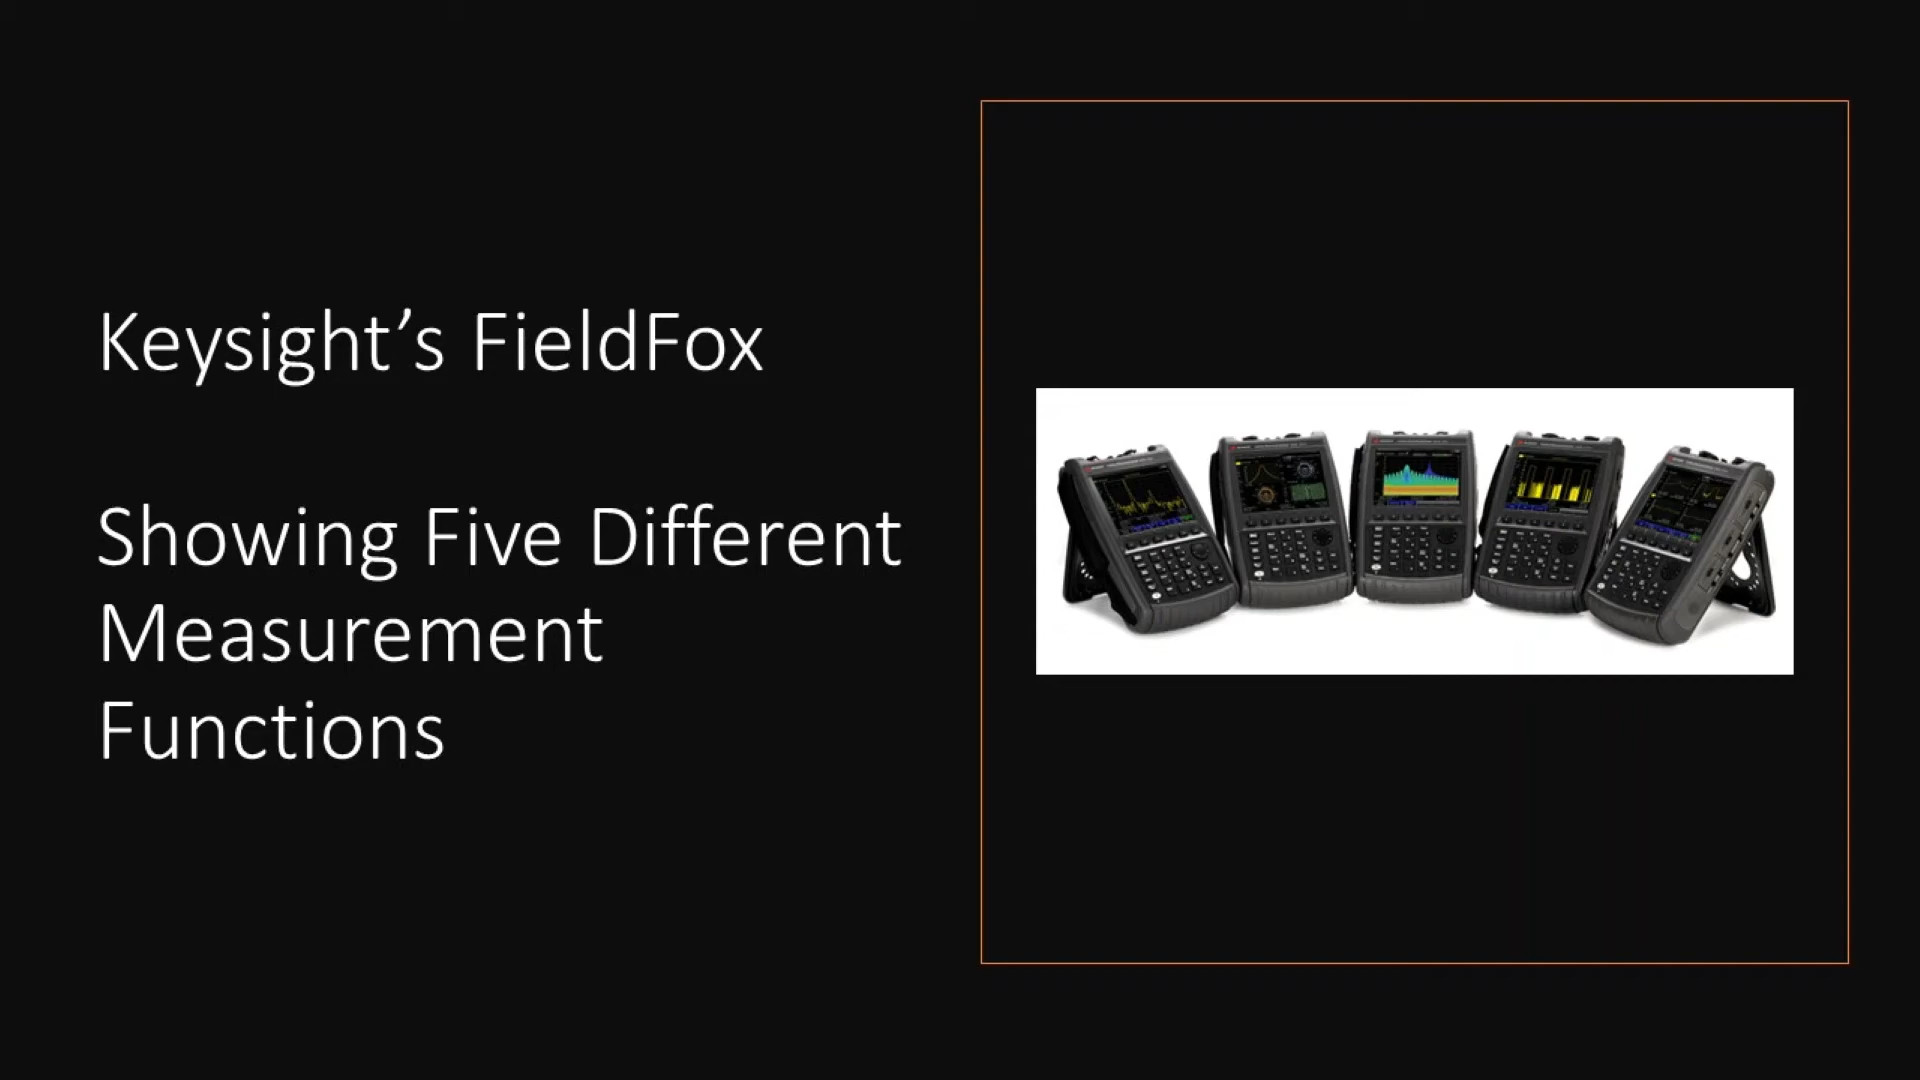 Keysight’s FieldFox
Showing Five Different
Measurement
Functions